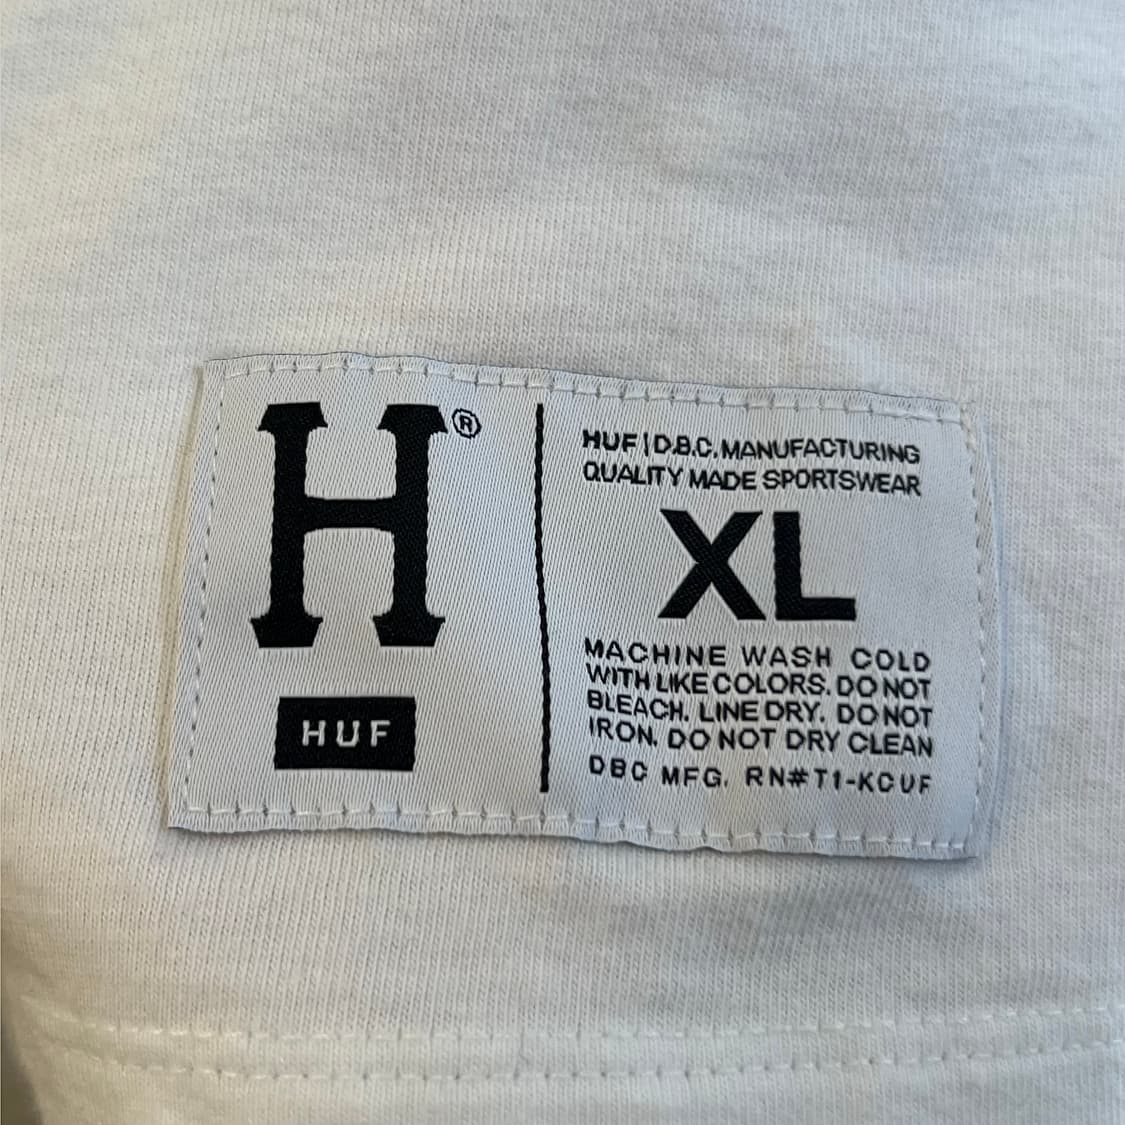 H®
HUF
HUF | D.B.C. MANUFACTURING
QUALITY MADE SPORTSWEAR
XL
MACHINE WASH COLD
WITH LIKE COLORS. DO NOT
BLEACH. LINE DRY. DO NOT
IRON. DO NOT DRY CLEAN
DBC MFG. RN#T1-KCUF